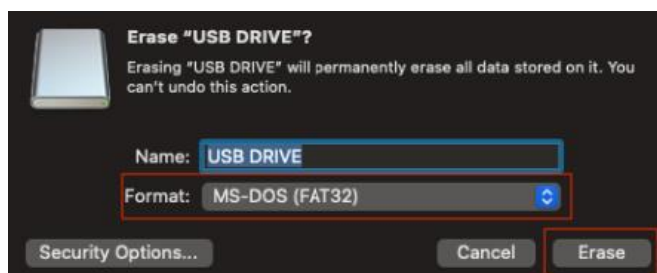 Erase “USB DRIVE”?
Erasing “USB DRIVE” will permanently erase all data stored on it. You
can't undo this action.
Name: USB DRIVE
Format: MS-DOS (FAT32)
Security Options... Cancel Erase